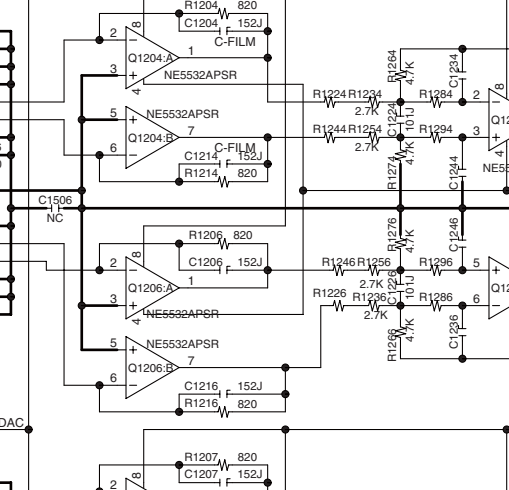 R1204 820
C1204 152J
C-FILM
8
2
Q1204:A
1
3
4
NE5532APSR
NE5532APSR
5
Q1204:B
7
6
C-FILM
C1214 152J
R1214 820
R1224 R1234
2.7K
R1244 R1254
2.7K
R1264
4.7K
C1234
C1224
101J
R1284
R1294
R1274
4.7K
C1244
2
3
8
4
Q12
NE55
C1506
NC
R1206 820
C1206 152J
8
2
Q1206:A
1
3
4
NE5532APSR
NE5532APSR
5
Q1206:B
7
6
C1216 152J
R1216 820
R1246 R1256
2.7K
R1226 R1236
2.7K
R1276
4.7K
C1246
C1226
101J
R1296
R1286
R1266
4.7K
C1236
5
6
Q12
DAC
R1207 820
C1207 152J
8
2